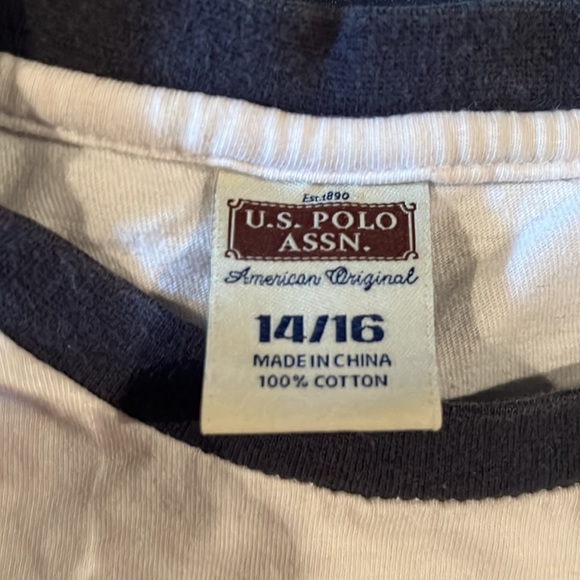 Est.1890
U.S. POLO
ASSN.
American Original
14/16
MADE IN CHINA
100% COTTON